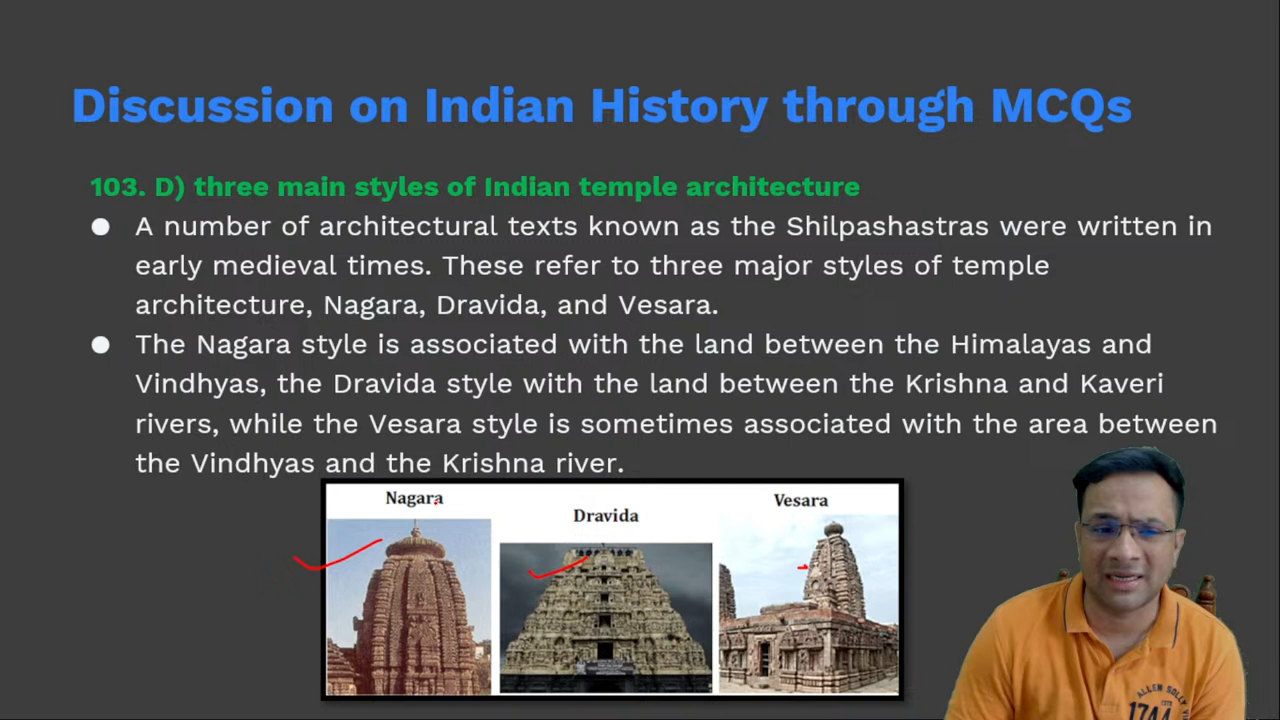 Discussion on Indian History through MCQs
103. D) three main styles of Indian temple architecture
● A number of architectural texts known as the Shilpashastras were written in
early medieval times. These refer to three major styles of temple
architecture, Nagara, Dravida, and Vesara.
● The Nagara style is associated with the land between the Himalayas and
Vindhyas, the Dravida style with the land between the Krishna and Kaveri
rivers, while the Vesara style is sometimes associated with the area between
the Vindhyas and the Krishna river.
Nagara
Dravida
Vesara
ALLEN SOLLY
1744